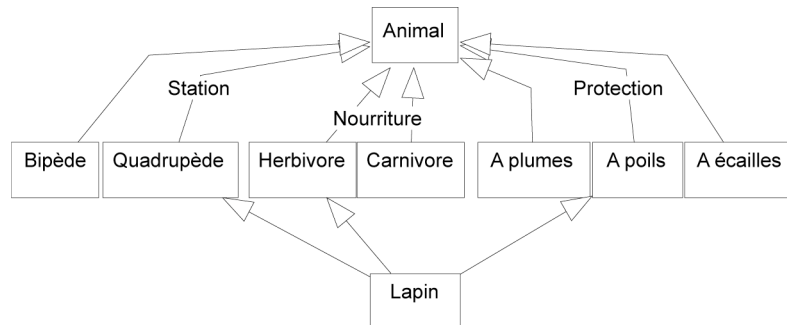 Animal
Station
Protection
Nourriture
Bipède
Quadrupède
Herbivore
Carnivore
A plumes
A poils
A écailles
Lapin